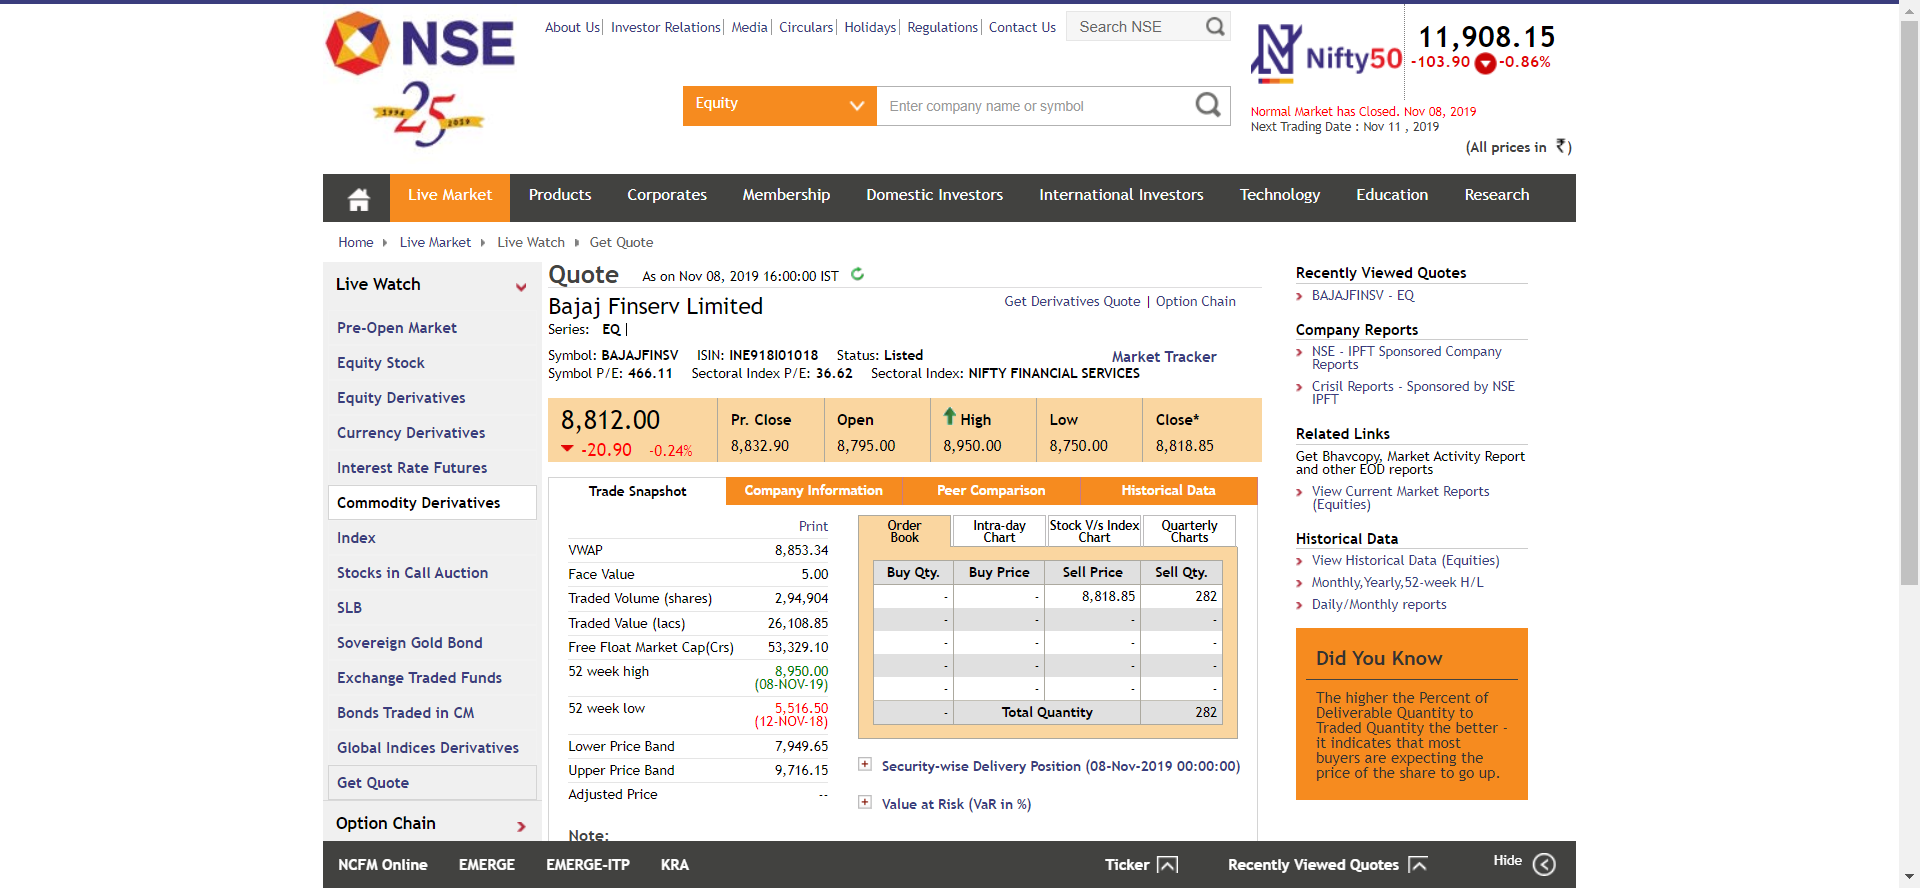 NSE
1994 25 2019
About Us | Investor Relations | Media | Circulars | Holidays | Regulations | Contact Us
Search NSE
Equity
Enter company name or symbol
Nifty50
11,908.15
-103.90 -0.86%
Normal Market has Closed. Nov 08, 2019
Next Trading Date : Nov 11 , 2019
(All prices in ₹)
Live Market Products Corporates Membership Domestic Investors International Investors Technology Education Research
Home Live Market Live Watch Get Quote
Live Watch
Pre-Open Market
Equity Stock
Equity Derivatives
Currency Derivatives
Interest Rate Futures
Commodity Derivatives
Index
Stocks in Call Auction
SLB
Sovereign Gold Bond
Exchange Traded Funds
Bonds Traded in CM
Global Indices Derivatives
Get Quote
Option Chain
Quote As on Nov 08, 2019 16:00:00 IST
Bajaj Finserv Limited
Get Derivatives Quote | Option Chain
Series: EQ |
Symbol: BAJAJFINSV ISIN: INE918I01018 Status: Listed
Market Tracker
Symbol P/E: 466.11 Sectoral Index P/E: 36.62 Sectoral Index: NIFTY FINANCIAL SERVICES
8,812.00 Pr. Close Open High Low Close*
-20.90 -0.24% 8,832.90 8,795.00 8,950.00 8,750.00 8,818.85
Trade Snapshot Company Information Peer Comparison Historical Data
Print
VWAP 8,853.34
Face Value 5.00
Traded Volume (shares) 2,94,904
Traded Value (lacs) 26,108.85
Free Float Market Cap(Crs) 53,329.10
52 week high 8,950.00
(08-NOV-19)
52 week low 5,516.50
(12-NOV-18)
Lower Price Band 7,949.65
Upper Price Band 9,716.15
Adjusted Price --
Note:
Order Intra-day Stock V/s Index Quarterly
Book Chart Chart Charts
Buy Qty. Buy Price Sell Price Sell Qty.
- - 8,818.85 282
- - - -
- - - -
- - - -
- - - -
- Total Quantity 282
Security-wise Delivery Position (08-Nov-2019 00:00:00)
Value at Risk (VaR in %)
Recently Viewed Quotes
BAJAJFINSV - EQ
Company Reports
NSE - IPFT Sponsored Company
Reports
Crisil Reports - Sponsored by NSE
IPFT
Related Links
Get Bhavcopy, Market Activity Report
and other EOD reports
View Current Market Reports
(Equities)
Historical Data
View Historical Data (Equities)
Monthly,Yearly,52-week H/L
Daily/Monthly reports
Did You Know
The higher the Percent of
Deliverable Quantity to
Traded Quantity the better -
it indicates that most
buyers are expecting the
price of the share to go up.
NCFM Online EMERGE EMERGE-ITP KRA Ticker Recently Viewed Quotes Hide